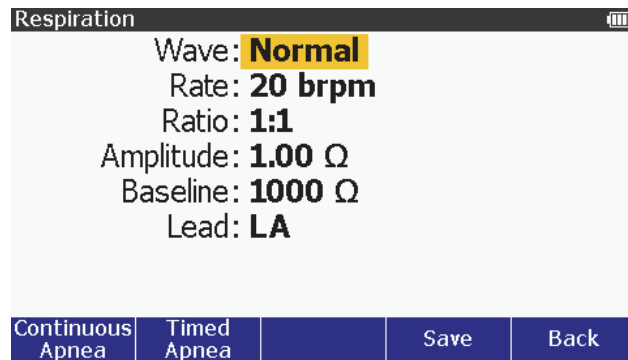 Respiration
Wave: Normal
Rate: 20 brpm
Ratio: 1:1
Amplitude: 1.00 Ω
Baseline: 1000 Ω
Lead: LA
Continuous Apnea
Timed Apnea
Save
Back